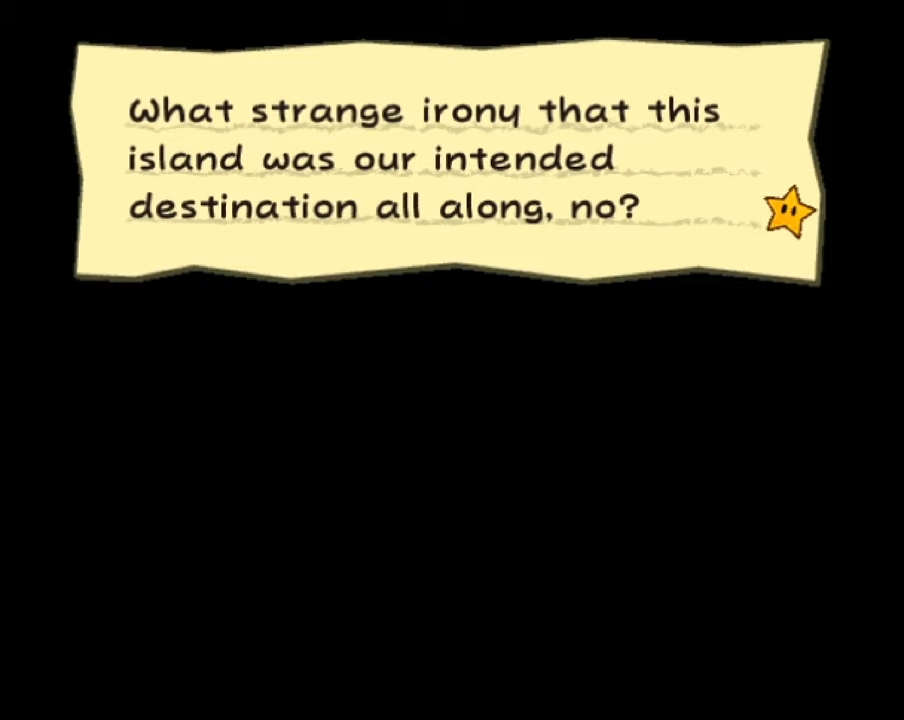 What strange irony that this
island was our intended
destination all along, no?